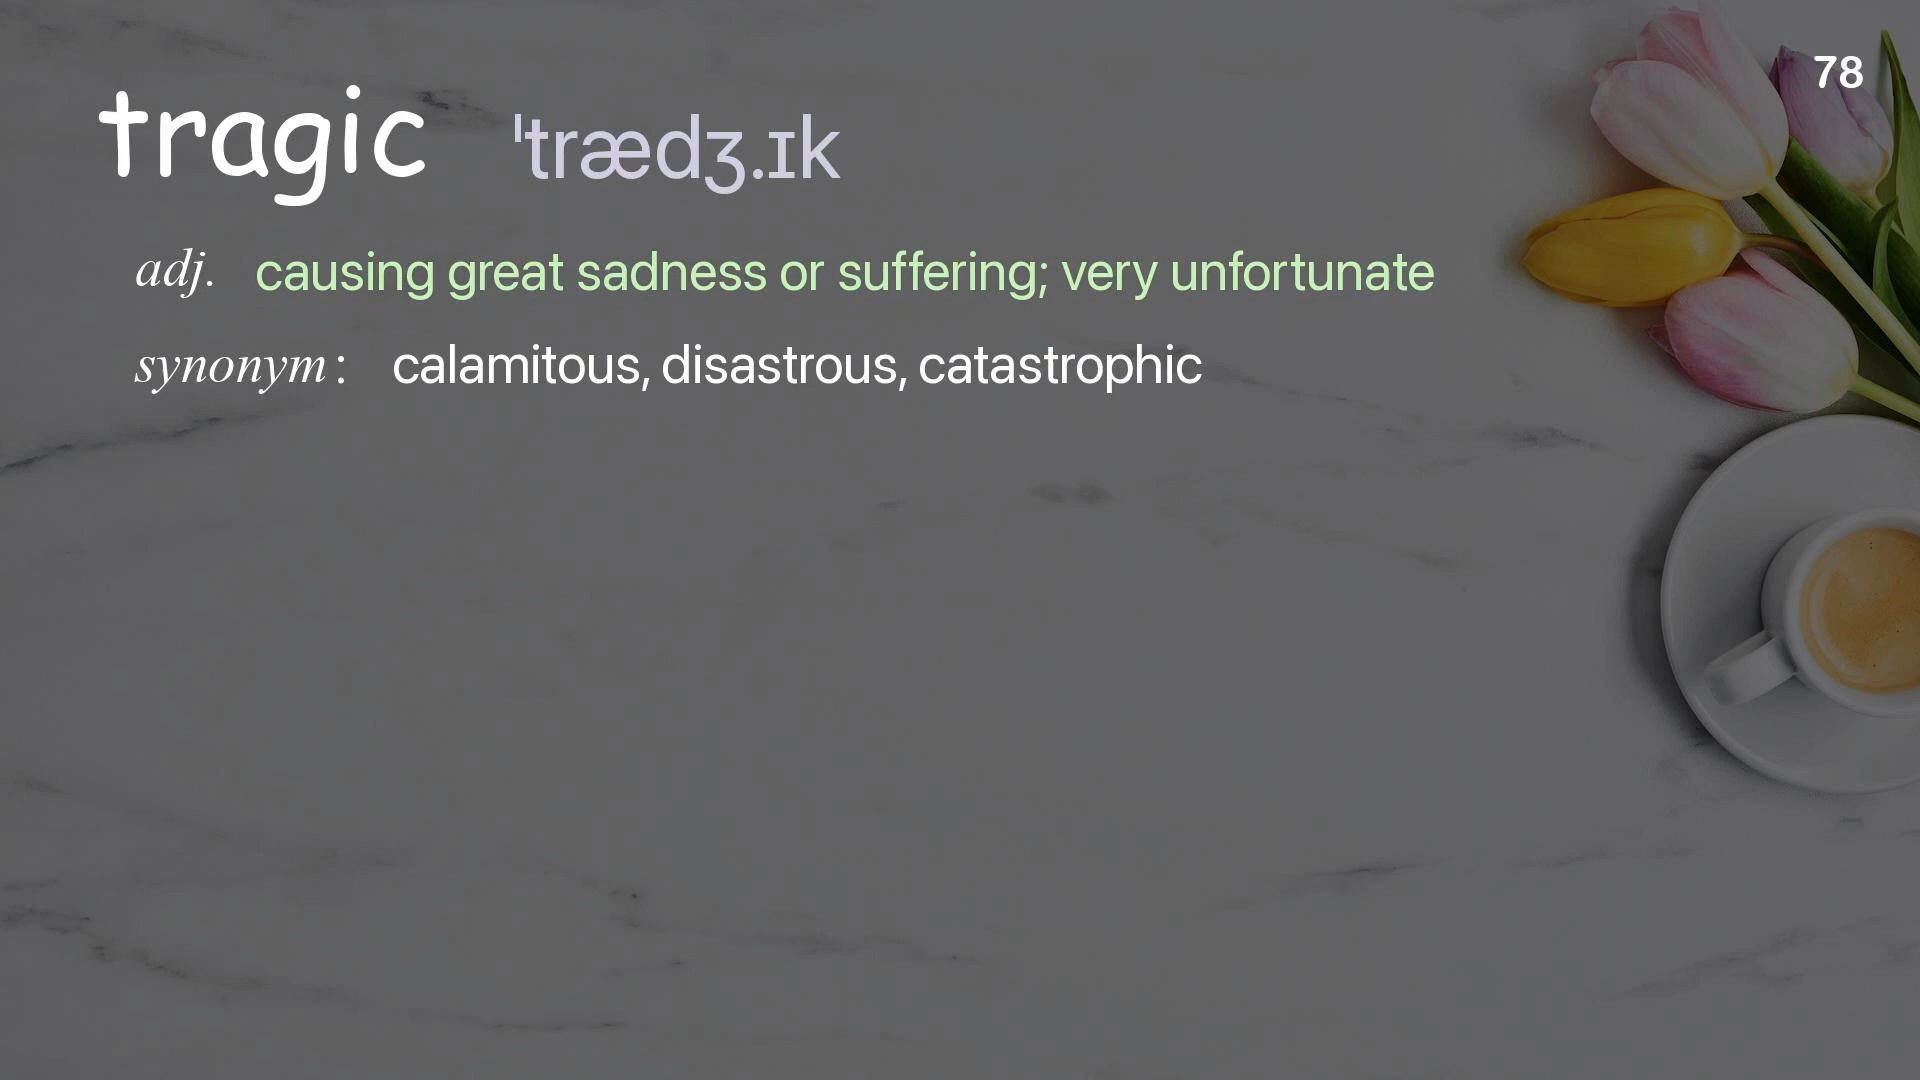 78
tragic ˈtrædʒ.ɪk
adj. causing great sadness or suffering; very unfortunate
synonym : calamitous, disastrous, catastrophic